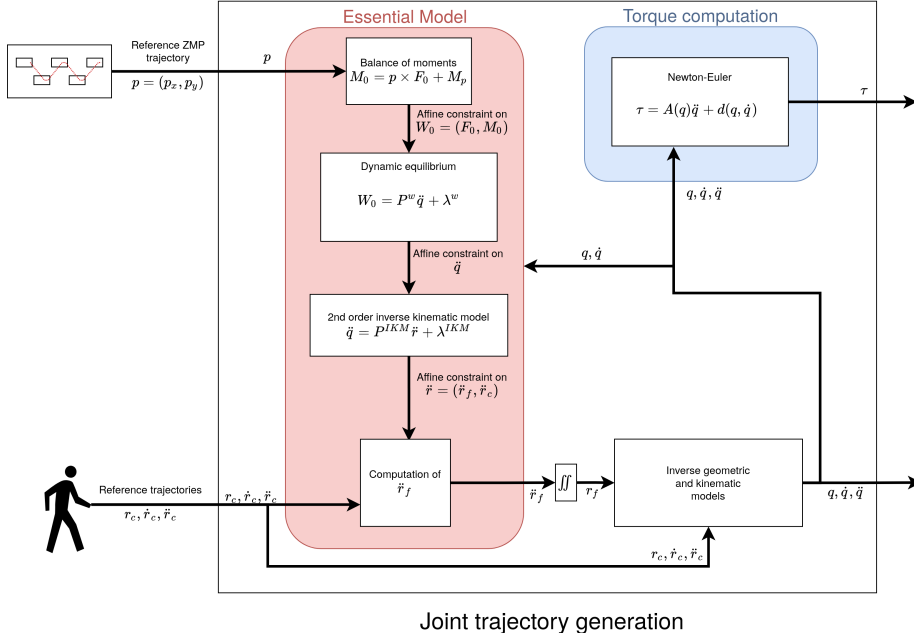 Essential Model
Torque computation
Reference ZMP
trajectory
p = (p_x, p_y)
p
Balance of moments
M_0 = p × F_0 + M_p
Affine constraint on
W_0 = (F_0, M_0)
Dynamic equilibrium
W_0 = P^w q̈ + λ^w
Affine constraint on
q̈
2nd order inverse kinematic model
q̈ = P^{IKM} r̈ + λ^{IKM}
Affine constraint on
r̈ = (r̈_f, r̈_c)
Computation of
r̈_f
Newton-Euler
τ = A(q)q̈ + d(q, q̇)
τ
q, q̇, q̈
q, q̇
Reference trajectories
r_c, ṙ_c, r̈_c
r_c, ṙ_c, r̈_c
r̈_f
∬
r_f
Inverse geometric
and kinematic
models
q, q̇, q̈
r_c, ṙ_c, r̈_c
Joint trajectory generation